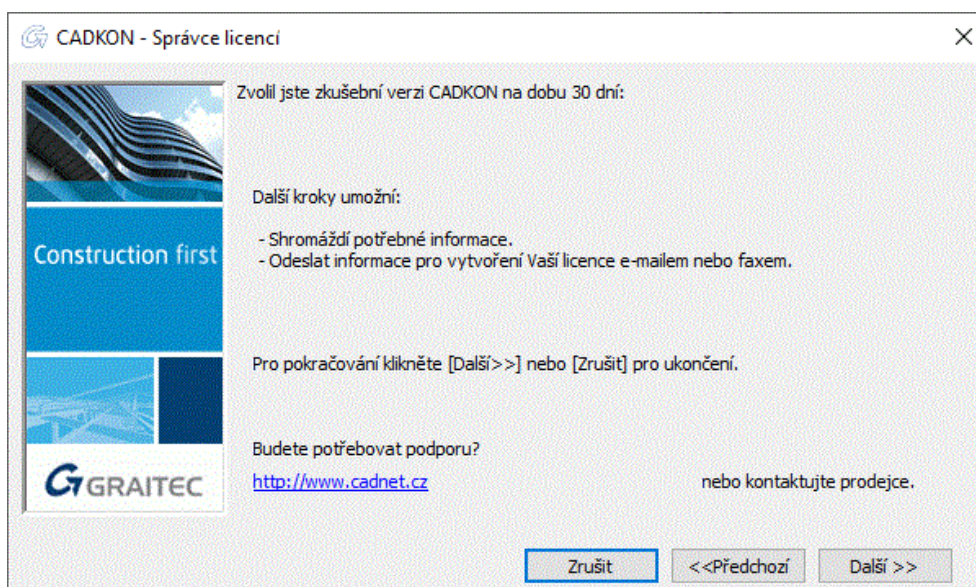 CADKON - Správce licencí
Zvolil jste zkušební verzi CADKON na dobu 30 dní:
Další kroky umožní:
- Shromáždí potřebné informace.
- Odeslat informace pro vytvoření Vaší licence e-mailem nebo faxem.
Construction first
Pro pokračování klikněte [Další>>] nebo [Zrušit] pro ukončení.
Budete potřebovat podporu?
http://www.cadnet.cz nebo kontaktujte prodejce.
GRAITEC
Zrušit <<Předchozí Další >>